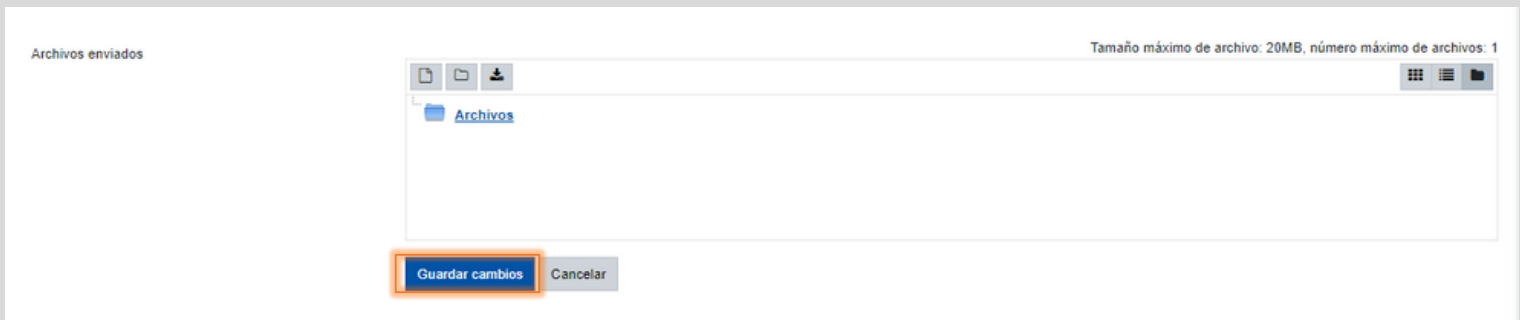 Archivos enviados
Tamaño máximo de archivo: 20MB, número máximo de archivos: 1
Archivos
Guardar cambios
Cancelar